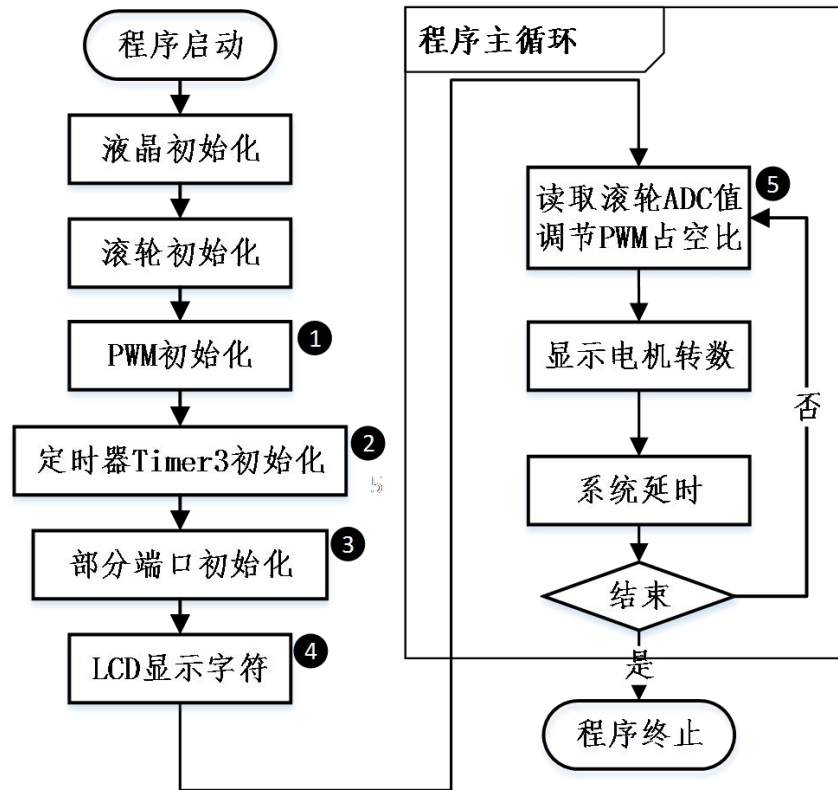 程序启动
液晶初始化
滚轮初始化
PWM初始化
1
定时器Timer3初始化
2
部分端口初始化
3
LCD显示字符
4
程序主循环
读取滚轮ADC值
调节PWM占空比
5
显示电机转数
系统延时
结束
否
是
程序终止